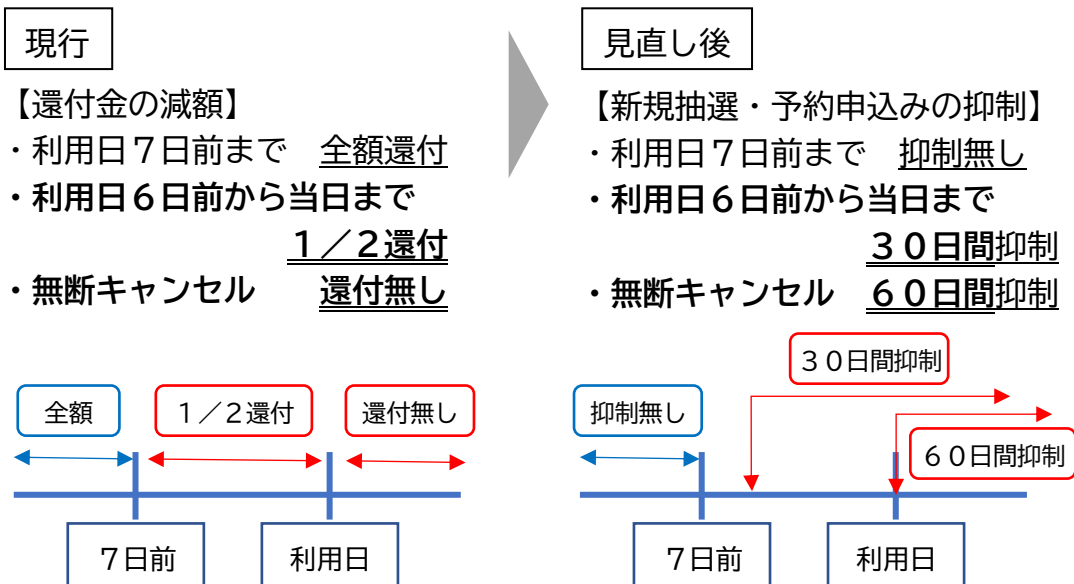 現行
【還付金の減額】
・利用日７日前まで　全額還付
・利用日６日前から当日まで
１／２還付
・無断キャンセル　還付無し
全額
１／２還付
還付無し
７日前
利用日
見直し後
【新規抽選・予約申込みの抑制】
・利用日７日前まで　抑制無し
・利用日６日前から当日まで
３０日間抑制
・無断キャンセル　６０日間抑制
３０日間抑制
抑制無し
６０日間抑制
７日前
利用日